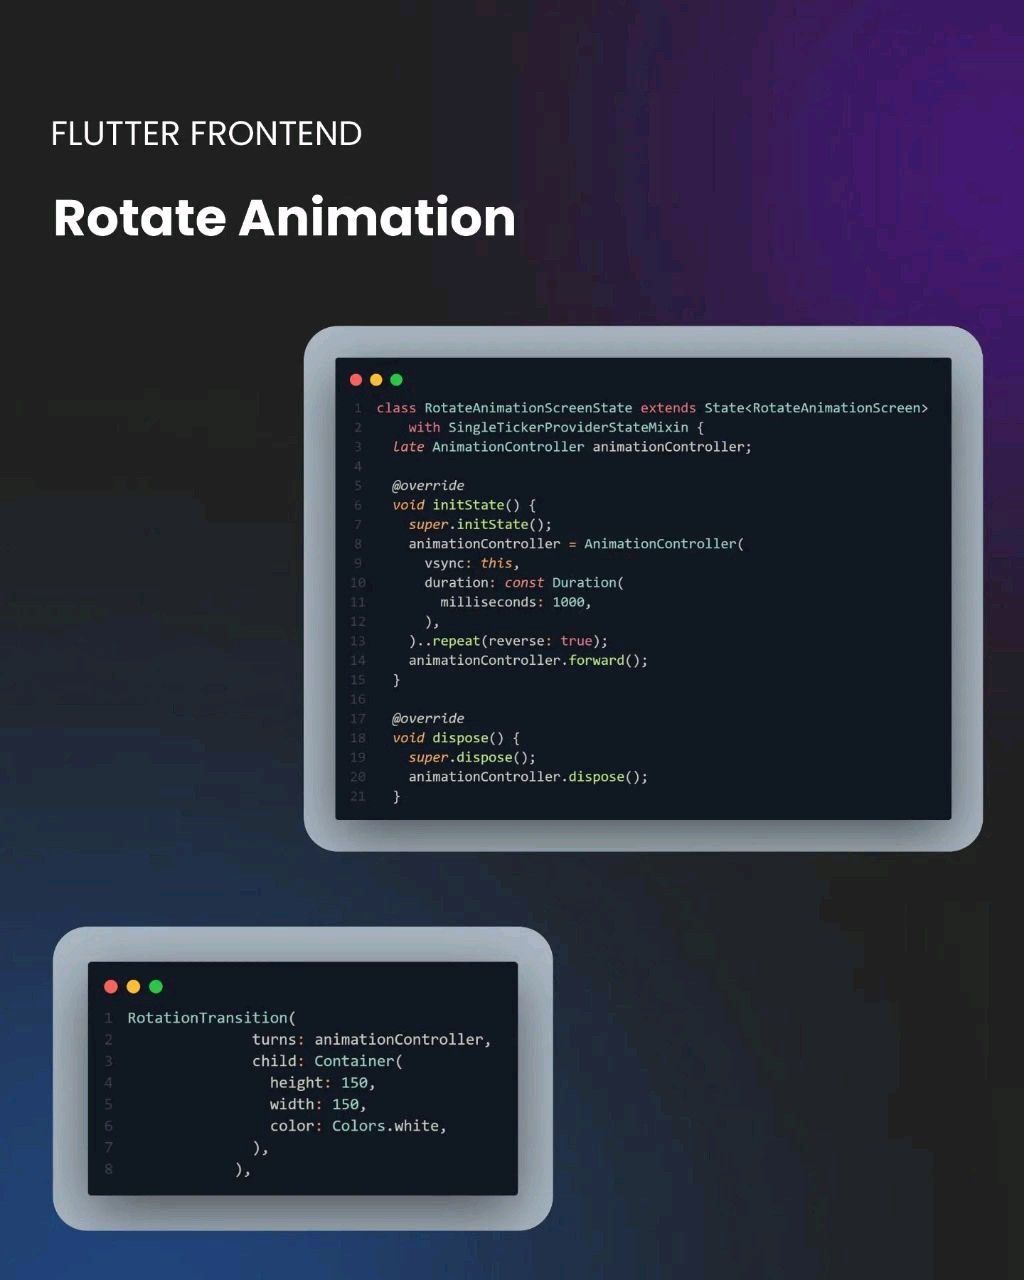 FLUTTER FRONTEND
Rotate Animation
1 class RotateAnimationScreenState extends State<RotateAnimationScreen>
2     with SingleTickerProviderStateMixin {
3   late AnimationController animationController;
4
5   @override
6   void initState() {
7     super.initState();
8     animationController = AnimationController(
9       vsync: this,
10       duration: const Duration(
11         milliseconds: 1000,
12       ),
13     )..repeat(reverse: true);
14     animationController.forward();
15   }
16
17   @override
18   void dispose() {
19     super.dispose();
20     animationController.dispose();
21   }
1 RotationTransition(
2               turns: animationController,
3               child: Container(
4                 height: 150,
5                 width: 150,
6                 color: Colors.white,
7               ),
8             ),